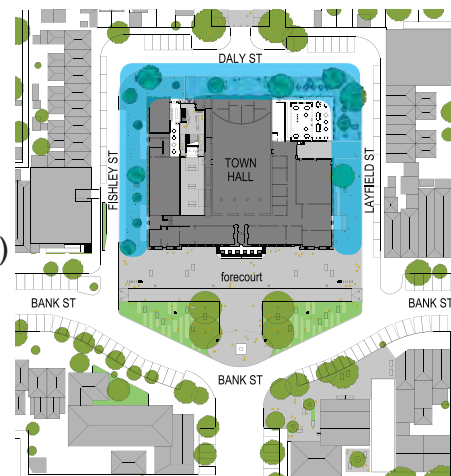 DALY ST
FISHLEY ST
TOWN
HALL
LAYFIELD ST
)
forecourt
BANK ST
BANK ST
BANK ST